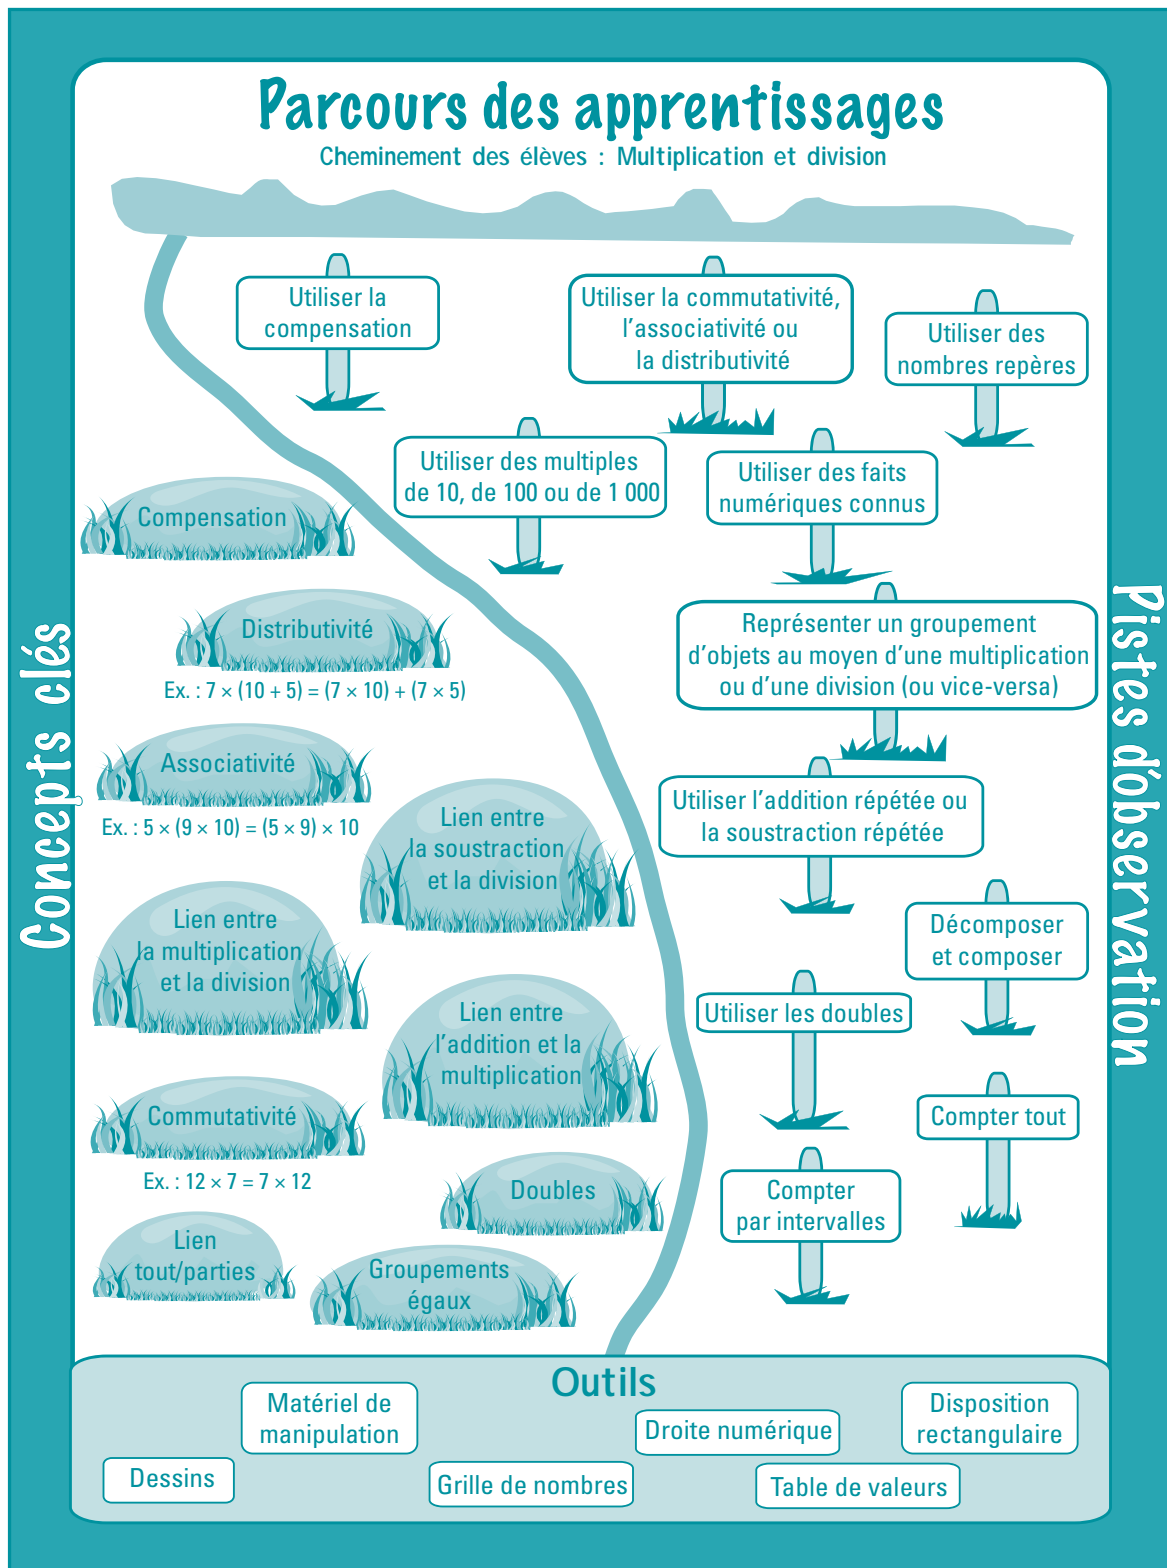 Parcours des apprentissages
Cheminement des élèves : Multiplication et division
Utiliser la
compensation
Utiliser la commutativité,
l'associativité ou
la distributivité
Utiliser des
nombres repères
Utiliser des multiples
de 10, de 100 ou de 1 000
Utiliser des faits
numériques connus
Représenter un groupement
d'objets au moyen d'une multiplication
ou d'une division (ou vice-versa)
Utiliser l'addition répétée ou
la soustraction répétée
Décomposer
et composer
Utiliser les doubles
Compter tout
Compter
par intervalles
Pistes d'observation
Concepts clés
Compensation
Distributivité
Ex. : 7 × (10 + 5) = (7 × 10) + (7 × 5)
Associativité
Ex. : 5 × (9 × 10) = (5 × 9) × 10
Lien entre
la soustraction
et la division
Lien entre
la multiplication
et la division
Lien entre
l'addition et la
multiplication
Commutativité
Ex. : 12 × 7 = 7 × 12
Doubles
Lien
tout/parties
Groupements
égaux
Outils
Matériel de
manipulation
Droite numérique
Disposition
rectangulaire
Dessins
Grille de nombres
Table de valeurs